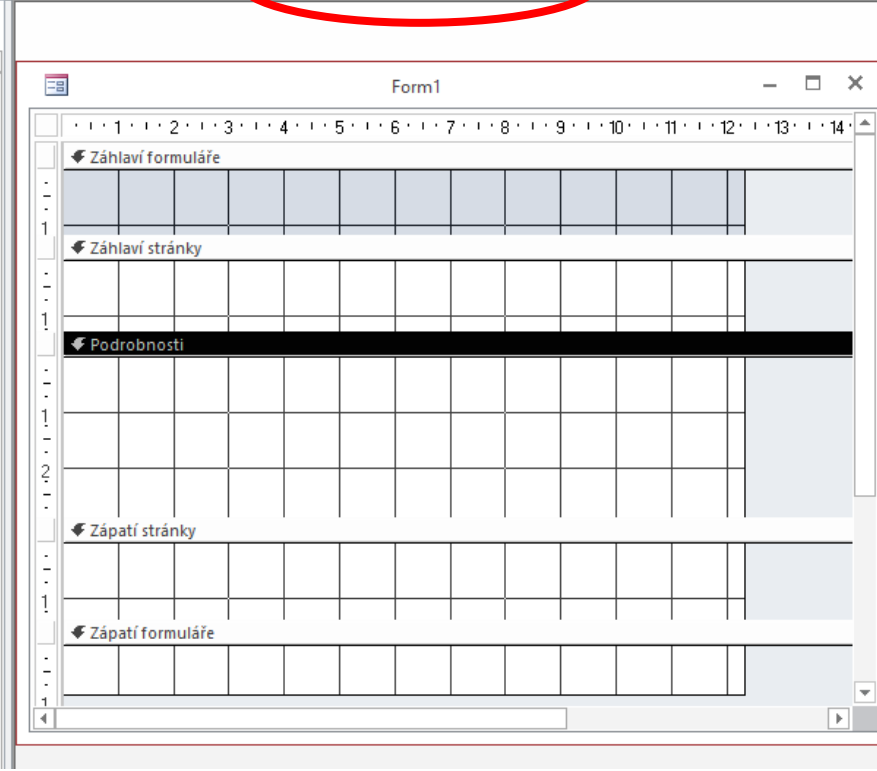 Form1
1 2 3 4 5 6 7 8 9 10 11 12 13 14
Záhlaví formuláře
1
Záhlaví stránky
1
Podrobnosti
1
2
Zápatí stránky
1
Zápatí formuláře
1